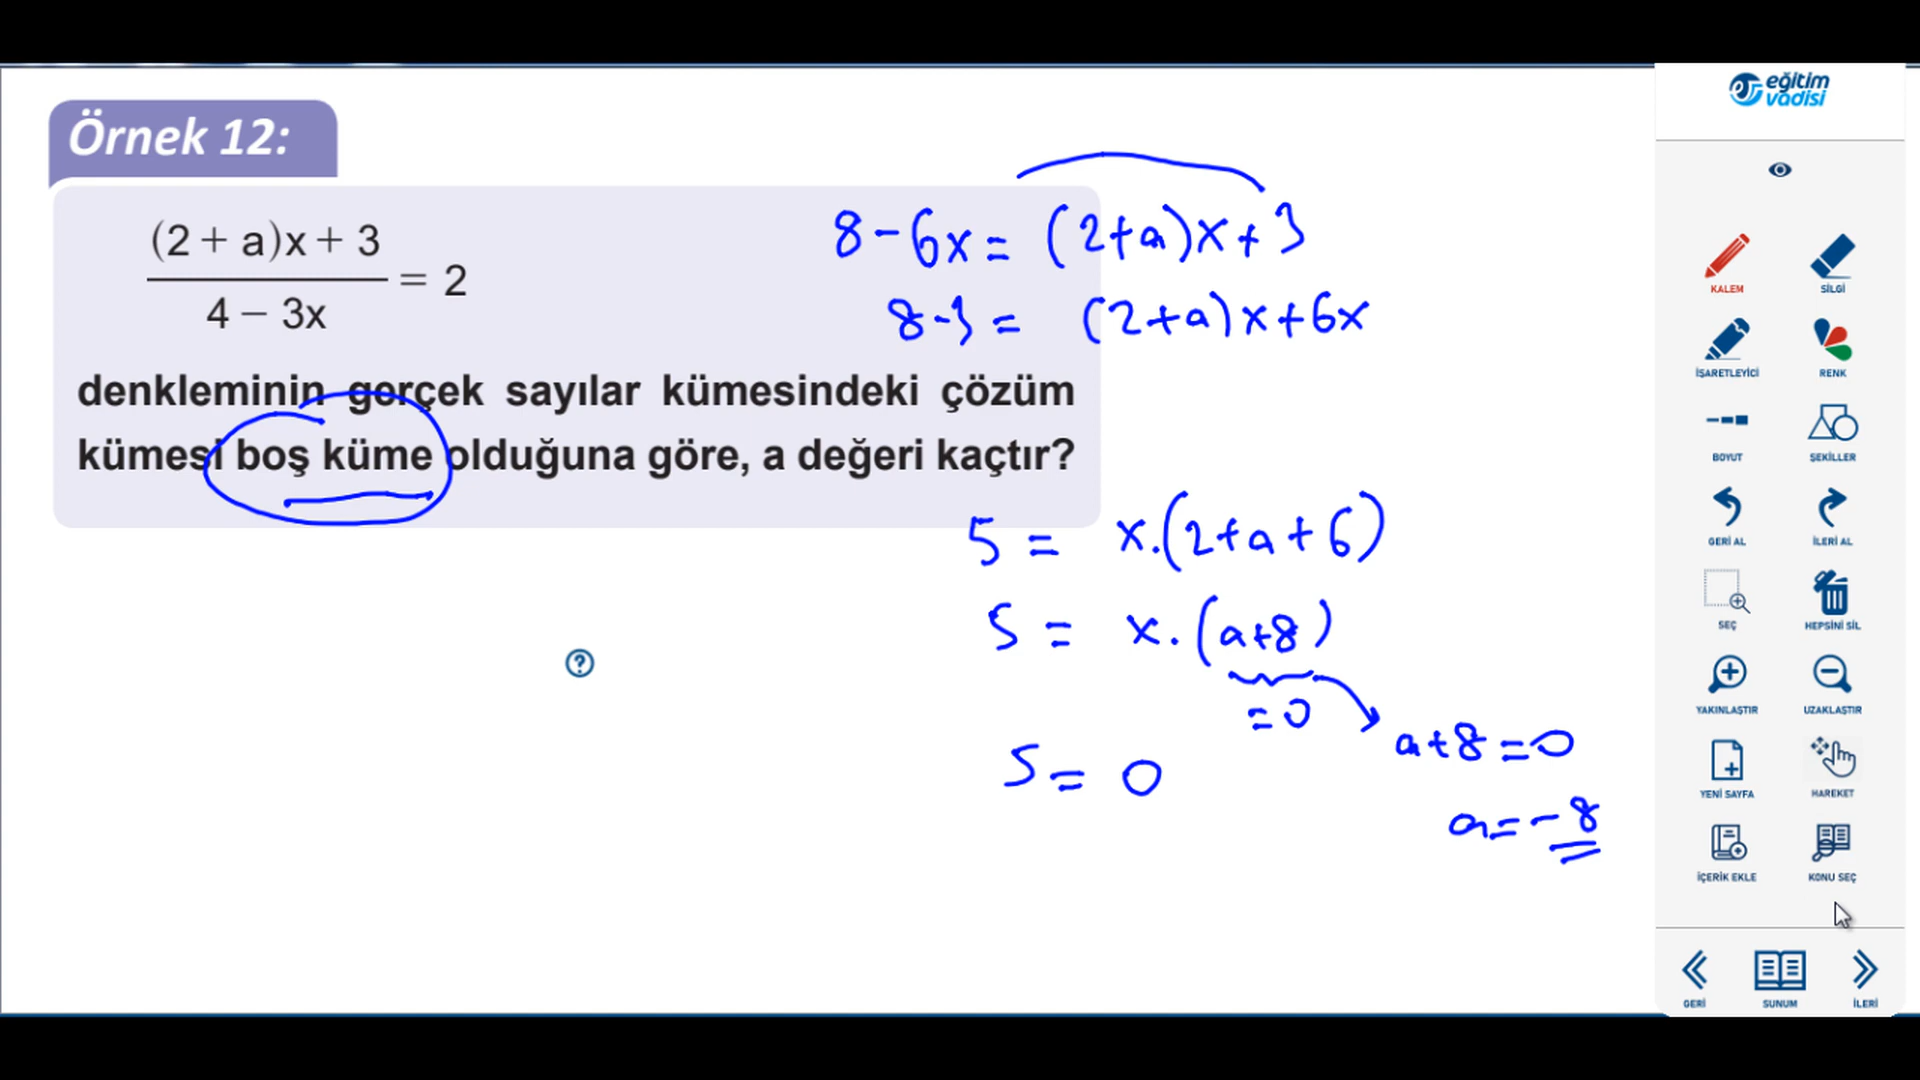 eğitim
vadisi
Örnek 12:
(2 + a)x + 3
4 − 3x
= 2
denkleminin gerçek sayılar kümesindeki çözüm
kümesi boş küme olduğuna göre, a değeri kaçtır?
8 - 6x = (2+a)x + 3
8 - 3 = (2+a)x + 6x
5 = x.(2+a+6)
5 = x.(a+8)
= 0
5 = 0
a+8 = 0
a = -8
KALEM
SİLGİ
İŞARETLEYİCİ
RENK
BOYUT
ŞEKİLLER
GERİ AL
İLERİ AL
SEÇ
HEPSİNİ SİL
YAKINLAŞTIR
UZAKLAŞTIR
YENİ SAYFA
HAREKET
İÇERİK EKLE
KONU SEÇ
GERİ
SUNUM
İLERİ